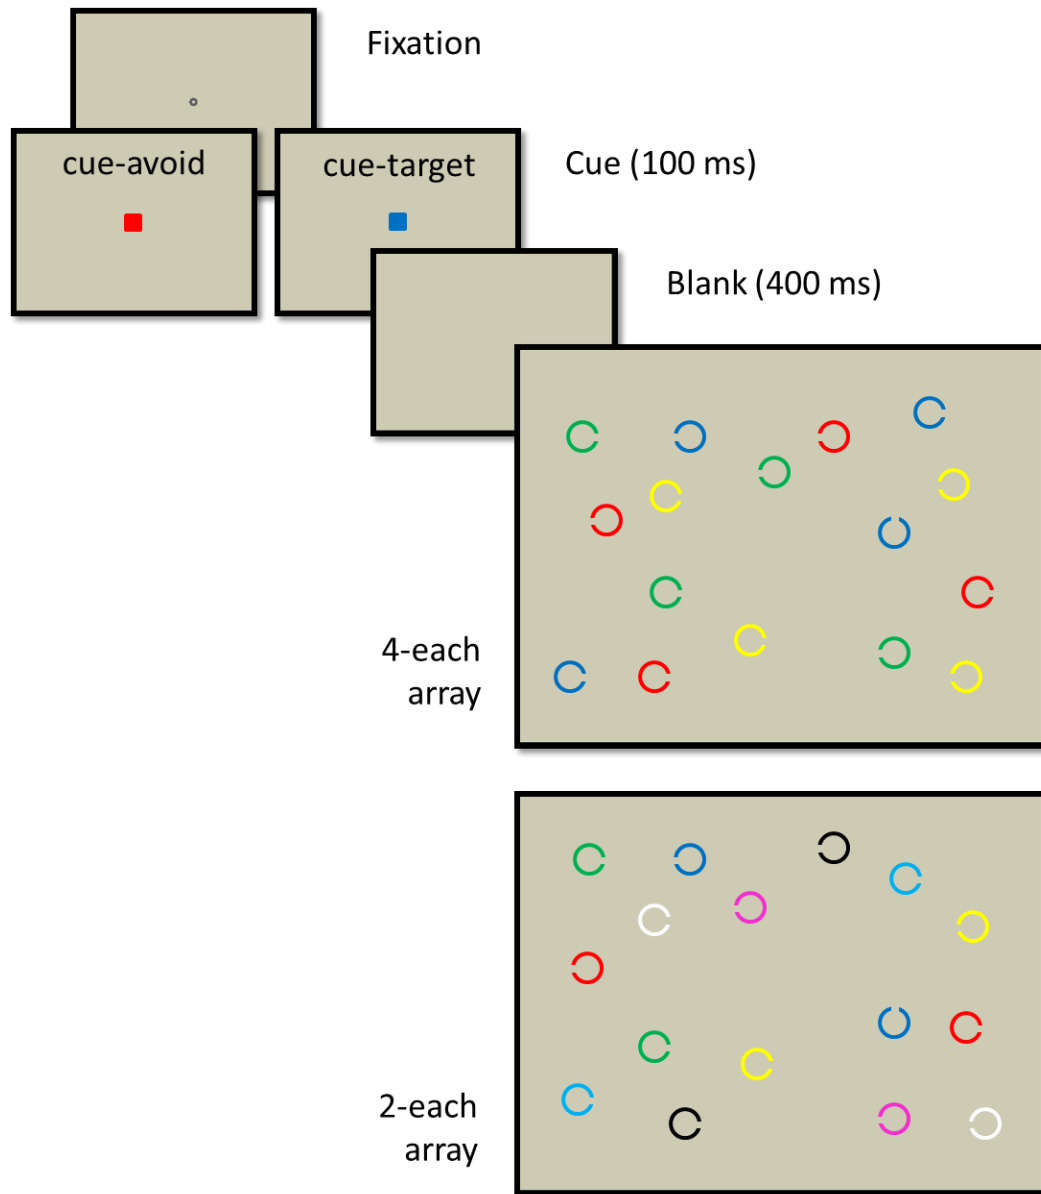 Fixation
cue-avoid
cue-target
Cue (100 ms)
Blank (400 ms)
4-each
array
2-each
array